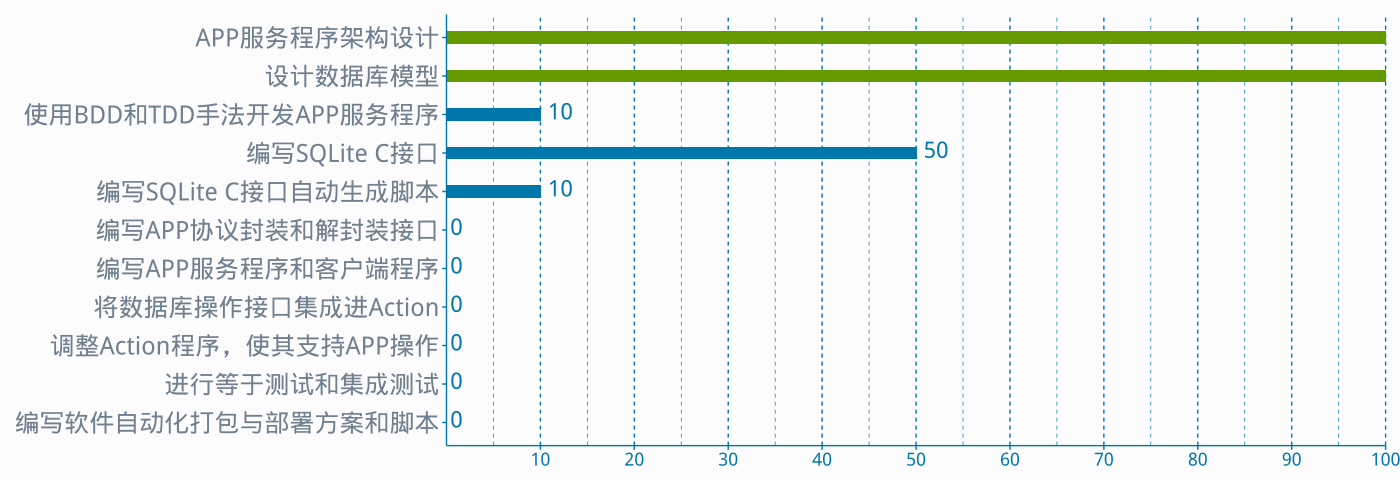 APP服务程序架构设计
设计数据库模型
使用BDD和TDD手法开发APP服务程序 10
编写SQLite C接口 50
编写SQLite C接口自动生成脚本 10
编写APP协议封装和解封装接口 0
编写APP服务程序和客户端程序 0
将数据库操作接口集成进Action 0
调整Action程序，使其支持APP操作 0
进行等于测试和集成测试 0
编写软件自动化打包与部署方案和脚本 0
10 20 30 40 50 60 70 80 90 100